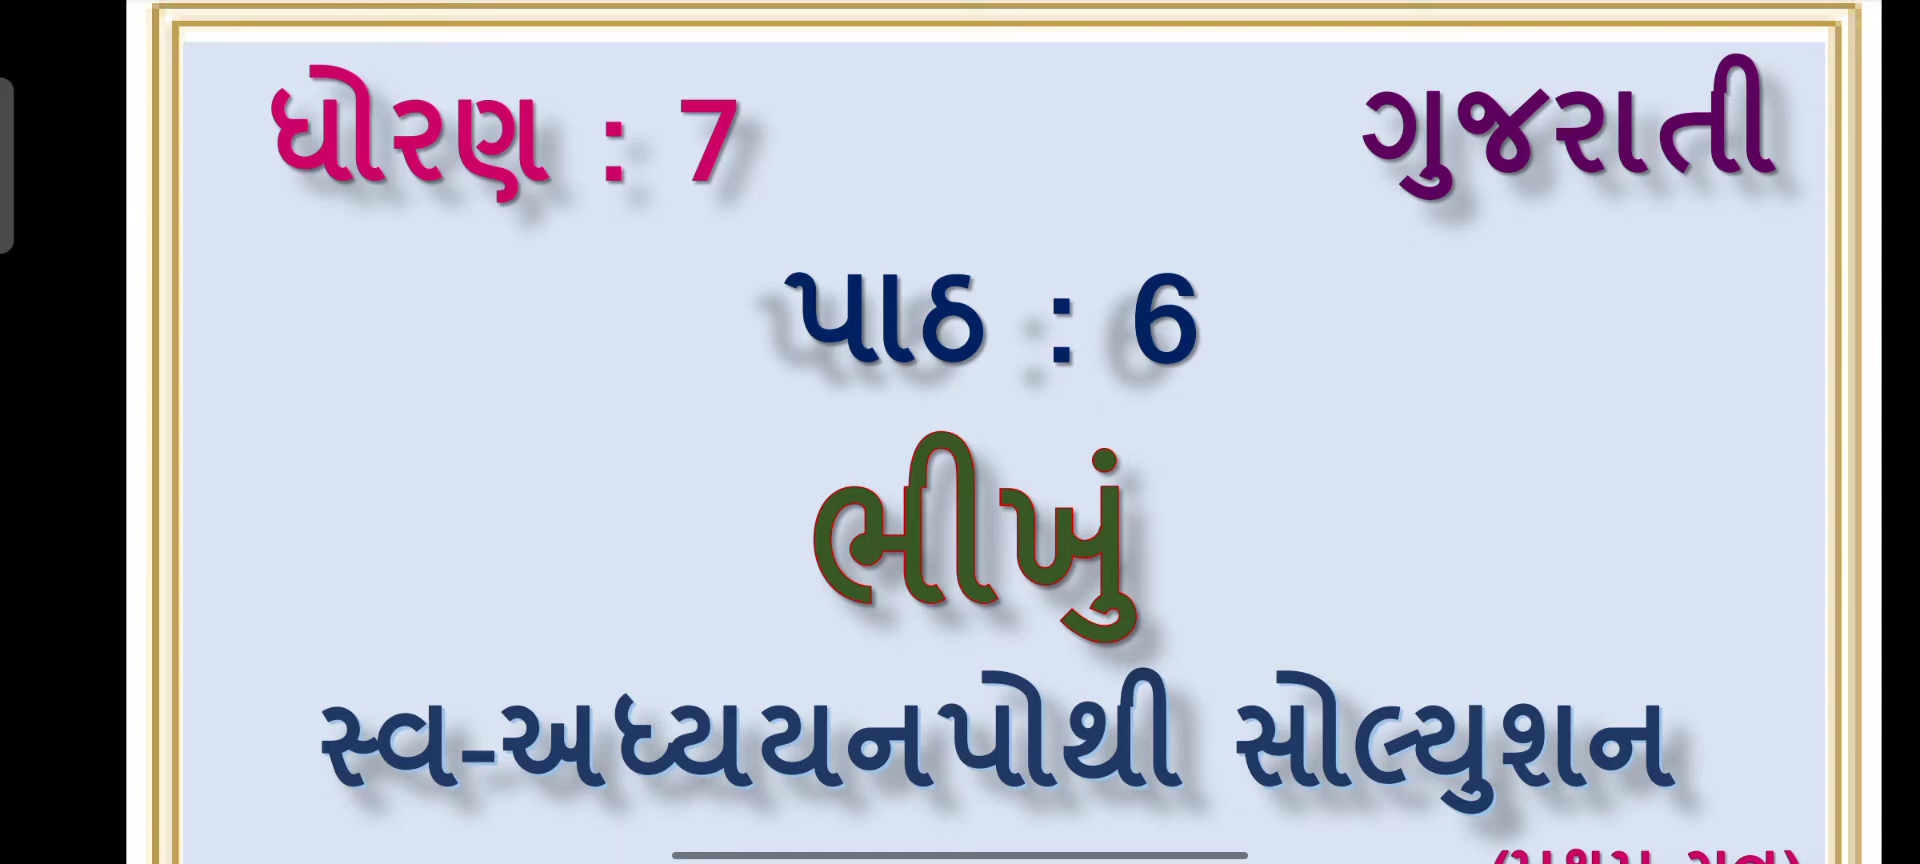 ધોરણ : 7 ગુજરાતી
પાઠ : 6
ભીખું
સ્વ-અધ્યયનપોથી સોલ્યુશન